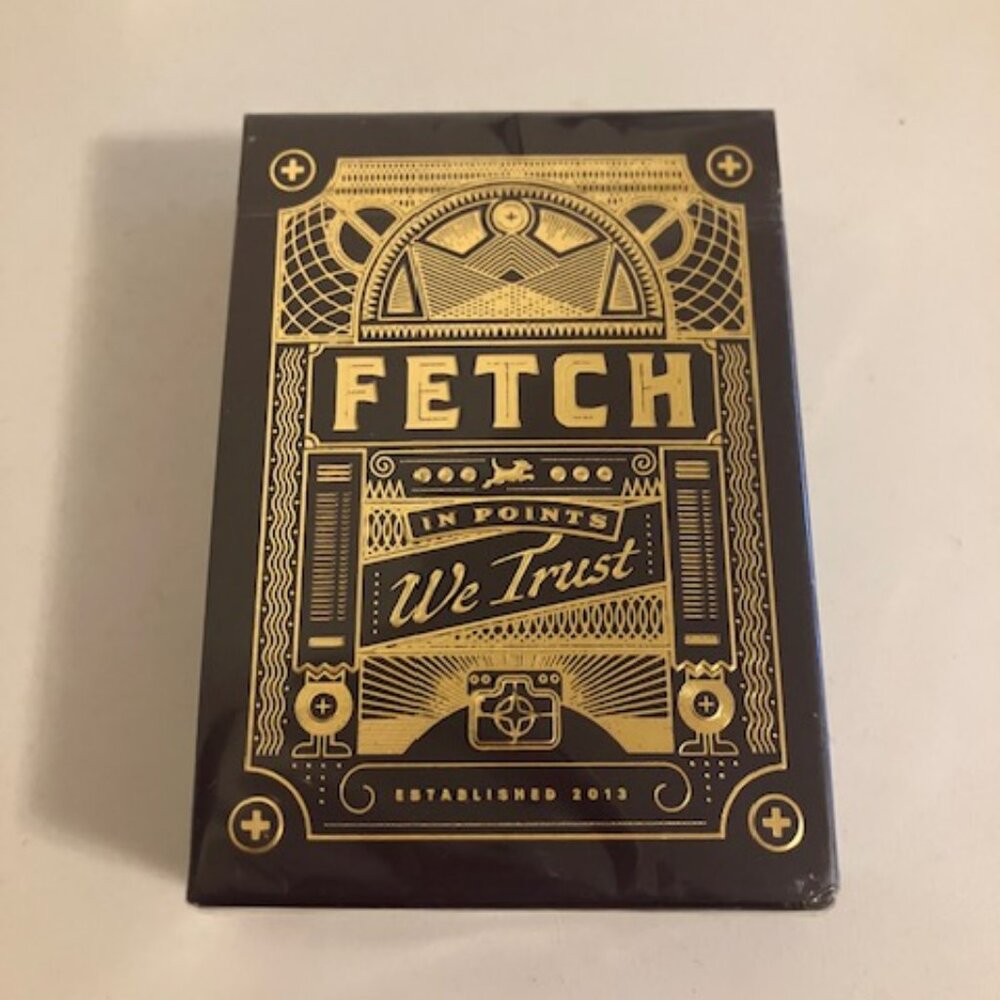 FETCH
IN POINTS
We Trust
ESTABLISHED 2013